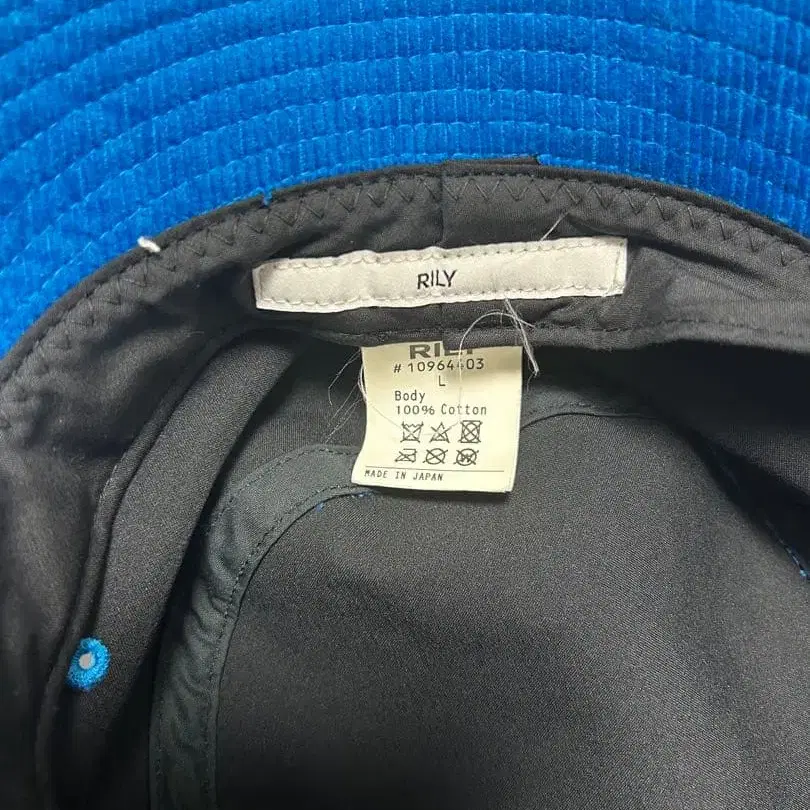 RILY
RILY
# 10964403
L
Body
100% Cotton
MADE IN JAPAN